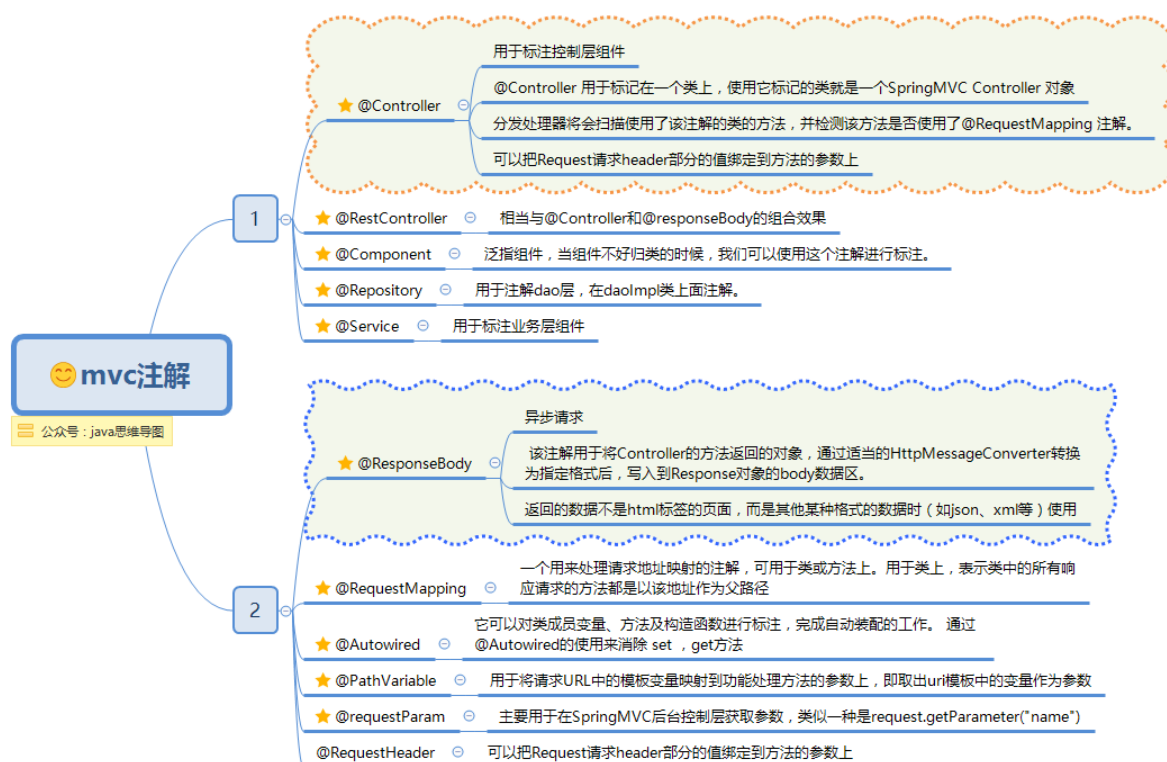 用于标注控制层组件
@Controller 用于标记在一个类上，使用它标记的类就是一个SpringMVC Controller 对象
@Controller
分发处理器将会扫描使用了该注解的类的方法，并检测该方法是否使用了@RequestMapping 注解。
可以把Request请求header部分的值绑定到方法的参数上
1
@RestController
相当与@Controller和@responseBody的组合效果
@Component
泛指组件，当组件不好归类的时候，我们可以使用这个注解进行标注。
@Repository
用于注解dao层，在daoImpl类上面注解。
@Service
用于标注业务层组件
mvc注解
公众号：java思维导图
异步请求
@ResponseBody
该注解用于将Controller的方法返回的对象，通过适当的HttpMessageConverter转换
为指定格式后，写入到Response对象的body数据区。
返回的数据不是html标签的页面，而是其他某种格式的数据时（如json、xml等）使用
2
@RequestMapping
一个用来处理请求地址映射的注解，可用于类或方法上。用于类上，表示类中的所有响
应请求的方法都是以该地址作为父路径
@Autowired
它可以对类成员变量、方法及构造函数进行标注，完成自动装配的工作。 通过
@Autowired的使用来消除 set ，get方法
@PathVariable
用于将请求URL中的模板变量映射到功能处理方法的参数上，即取出uri模板中的变量作为参数
@requestParam
主要用于在SpringMVC后台控制层获取参数，类似一种是request.getParameter("name")
@RequestHeader
可以把Request请求header部分的值绑定到方法的参数上